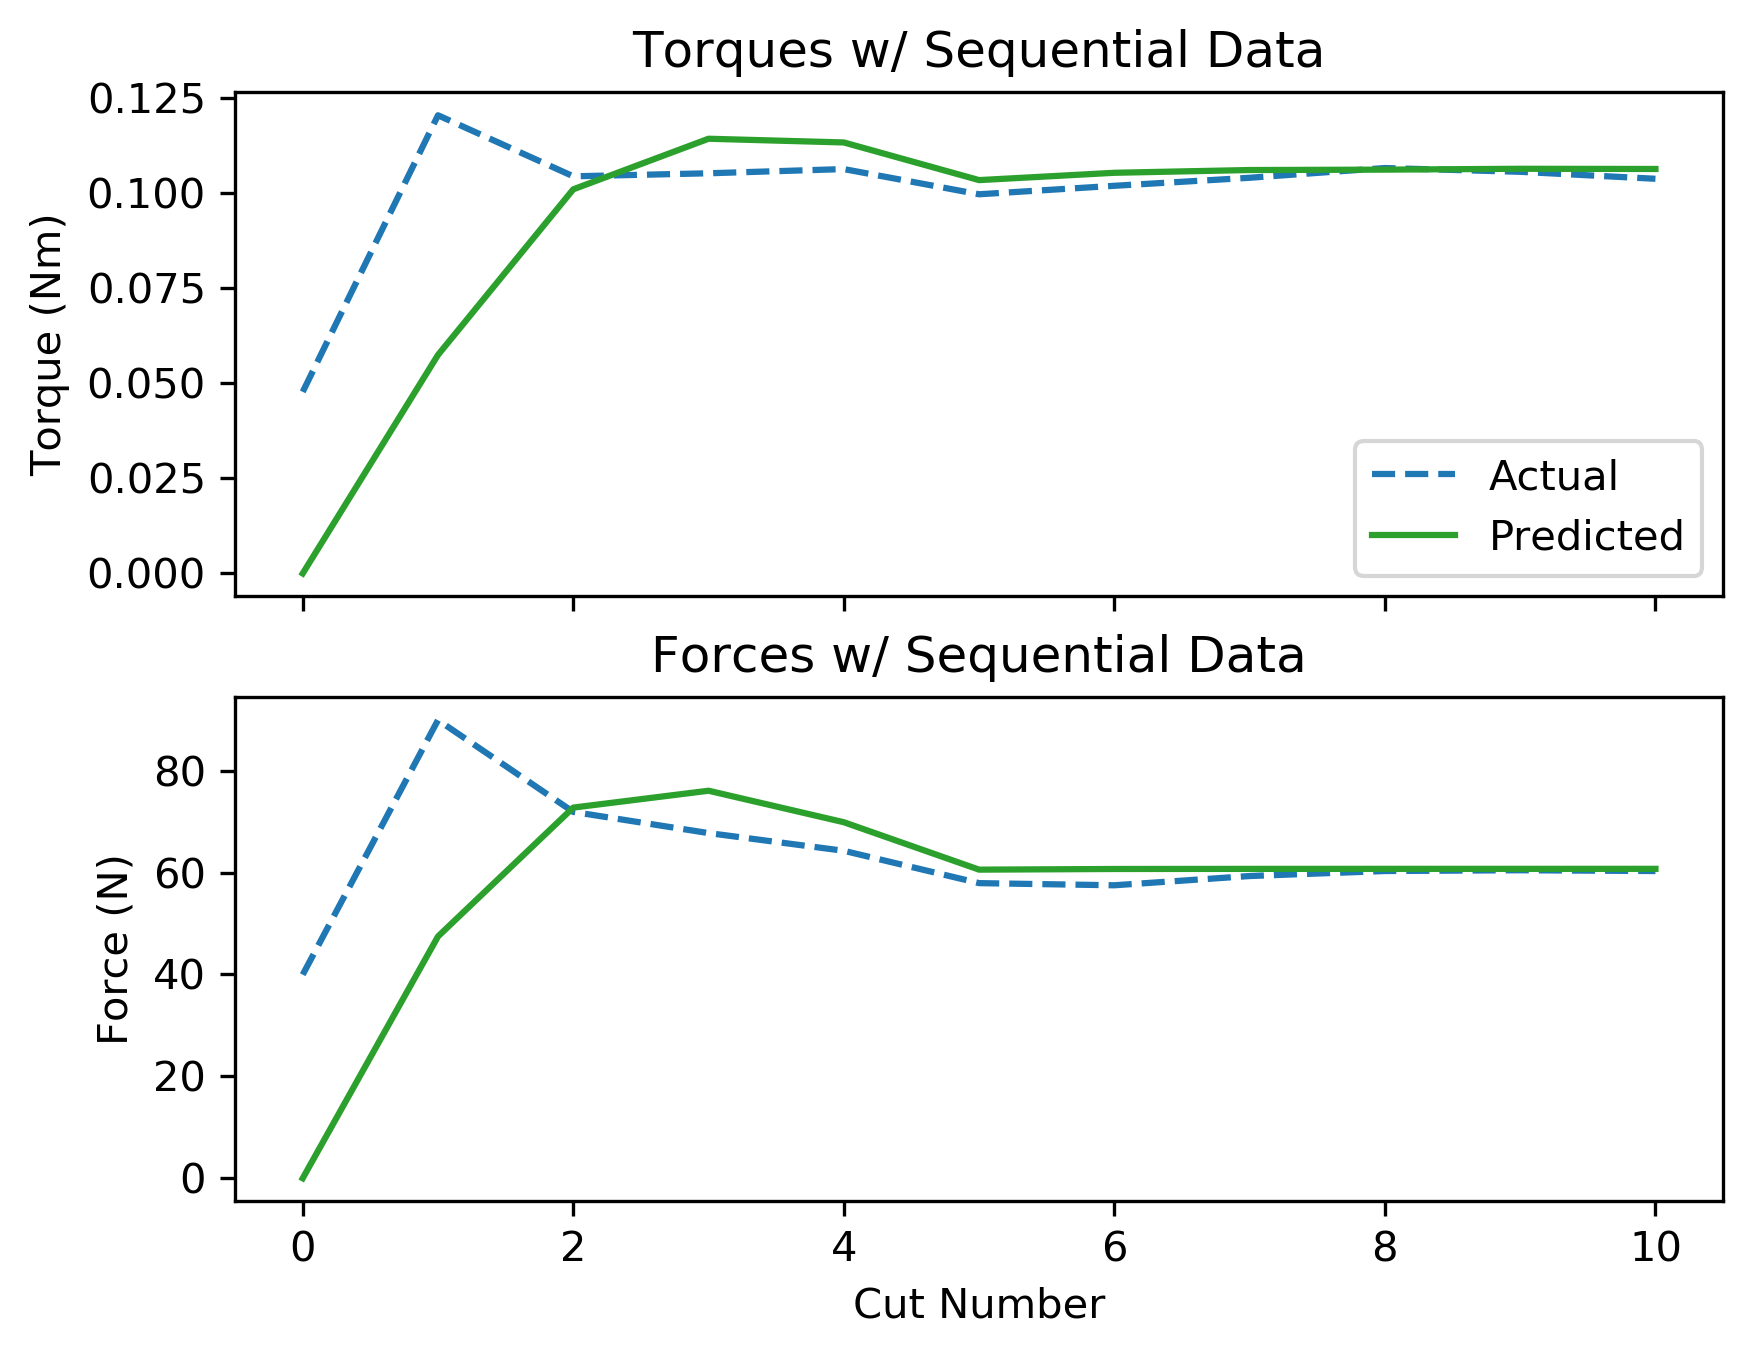 Torques w/ Sequential Data
0.125
0.100
0.075
0.050
0.025
0.000
Torque (Nm)
Actual
Predicted
Forces w/ Sequential Data
80
60
40
20
0
Force (N)
0 2 4 6 8 10
Cut Number